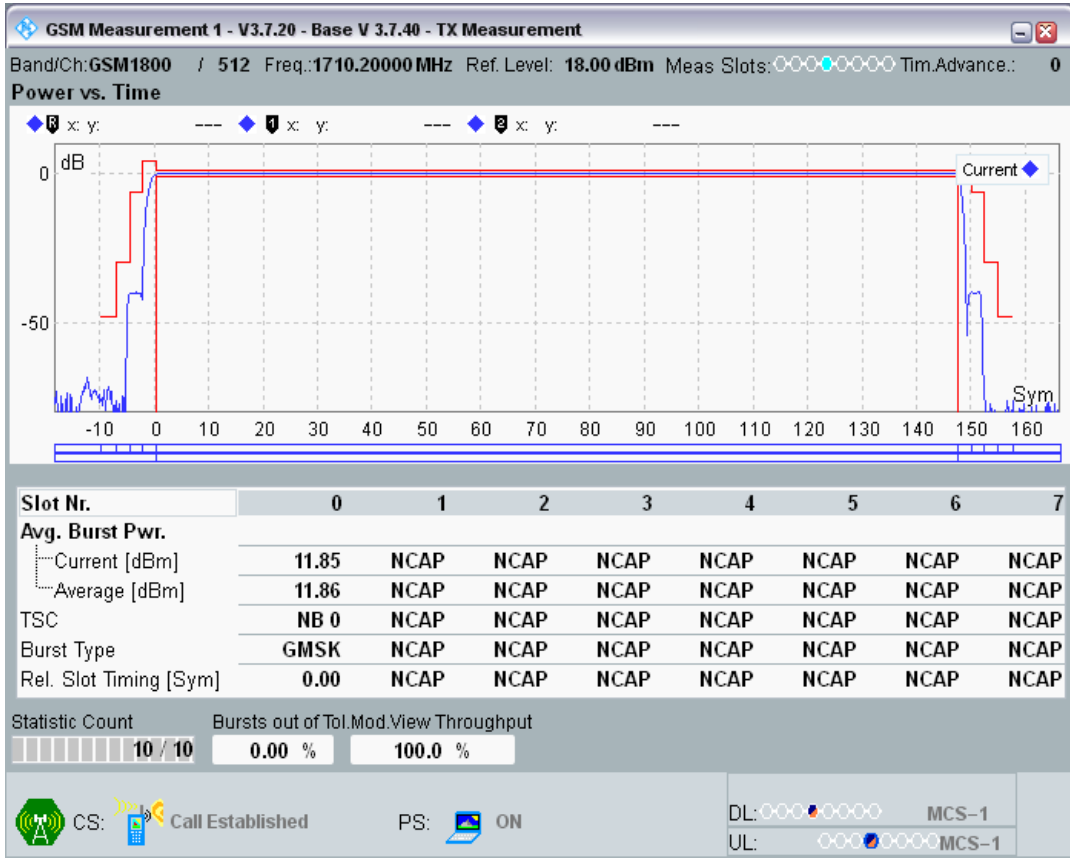 GSM Measurement 1 - V3.7.20 - Base V 3.7.40 - TX Measurement
Band/Ch:GSM1800 / 512 Freq.:1710.20000 MHz Ref. Level: 18.00 dBm Meas Slots: Tim.Advance.: 0
Power vs. Time
R x: y: --- 1 x: y: --- 2 x: y: ---
dB
0
Current
-50
Sym
-10 0 10 20 30 40 50 60 70 80 90 100 110 120 130 140 150 160
Slot Nr. 0 1 2 3 4 5 6 7
Avg. Burst Pwr.
Current [dBm] 11.85 NCAP NCAP NCAP NCAP NCAP NCAP NCAP
Average [dBm] 11.86 NCAP NCAP NCAP NCAP NCAP NCAP NCAP
TSC NB 0 NCAP NCAP NCAP NCAP NCAP NCAP NCAP
Burst Type GMSK NCAP NCAP NCAP NCAP NCAP NCAP NCAP
Rel. Slot Timing [Sym] 0.00 NCAP NCAP NCAP NCAP NCAP NCAP NCAP
Statistic Count Bursts out of Tol.Mod.View Throughput
10 / 10 0.00 % 100.0 %
CS: Call Established PS: ON
DL: MCS-1
UL: MCS-1